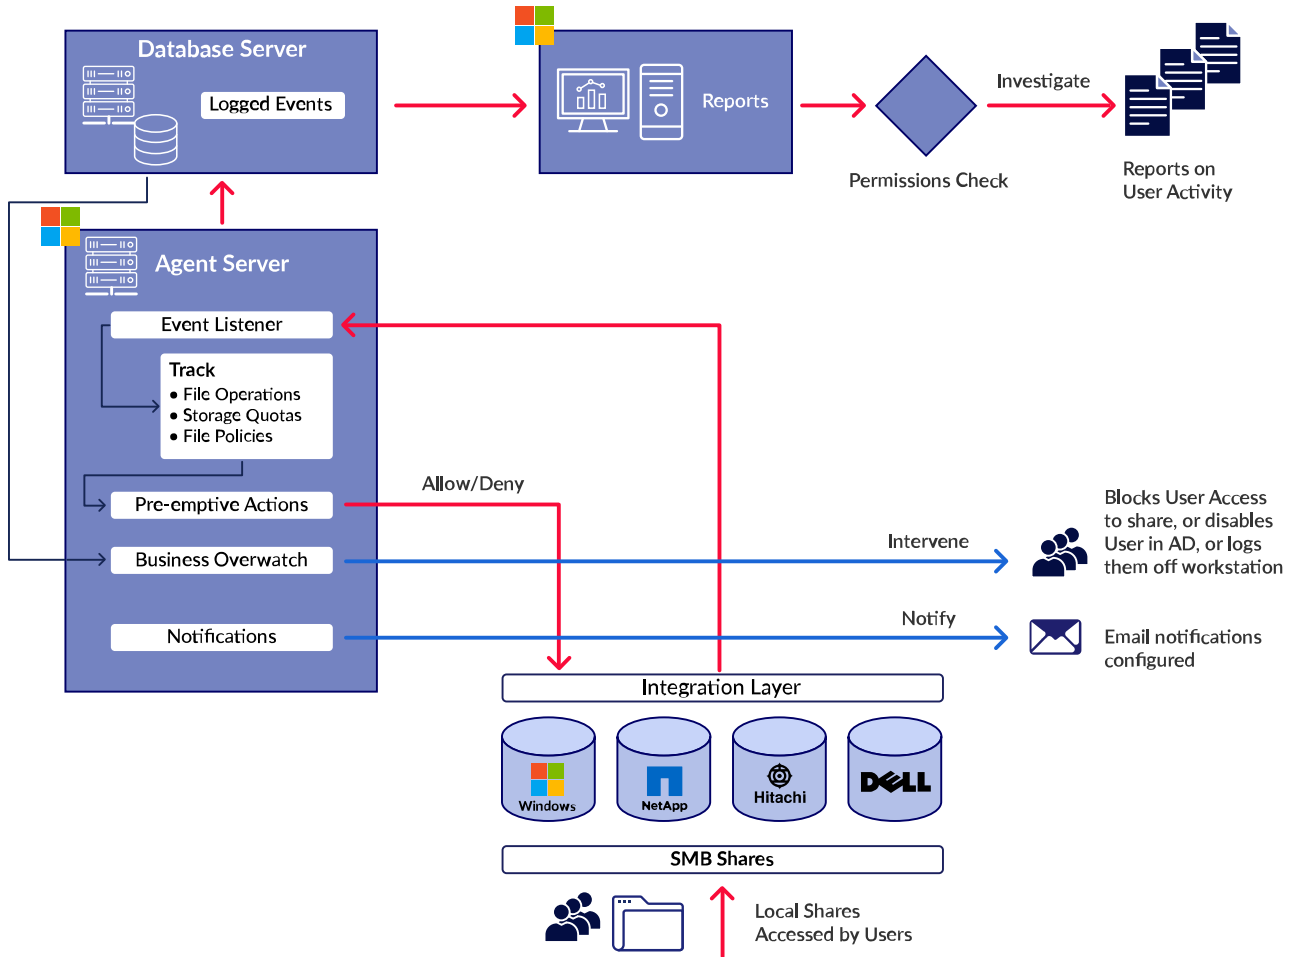 Database Server
Logged Events
Reports
Permissions Check
Investigate
Reports on
User Activity
Agent Server
Event Listener
Track
• File Operations
• Storage Quotas
• File Policies
Pre-emptive Actions
Allow/Deny
Business Overwatch
Intervene
Blocks User Access
to share, or disables
User in AD, or logs
them off workstation
Notifications
Notify
Email notifications
configured
Integration Layer
Windows
NetApp
Hitachi
DELL
SMB Shares
Local Shares
Accessed by Users